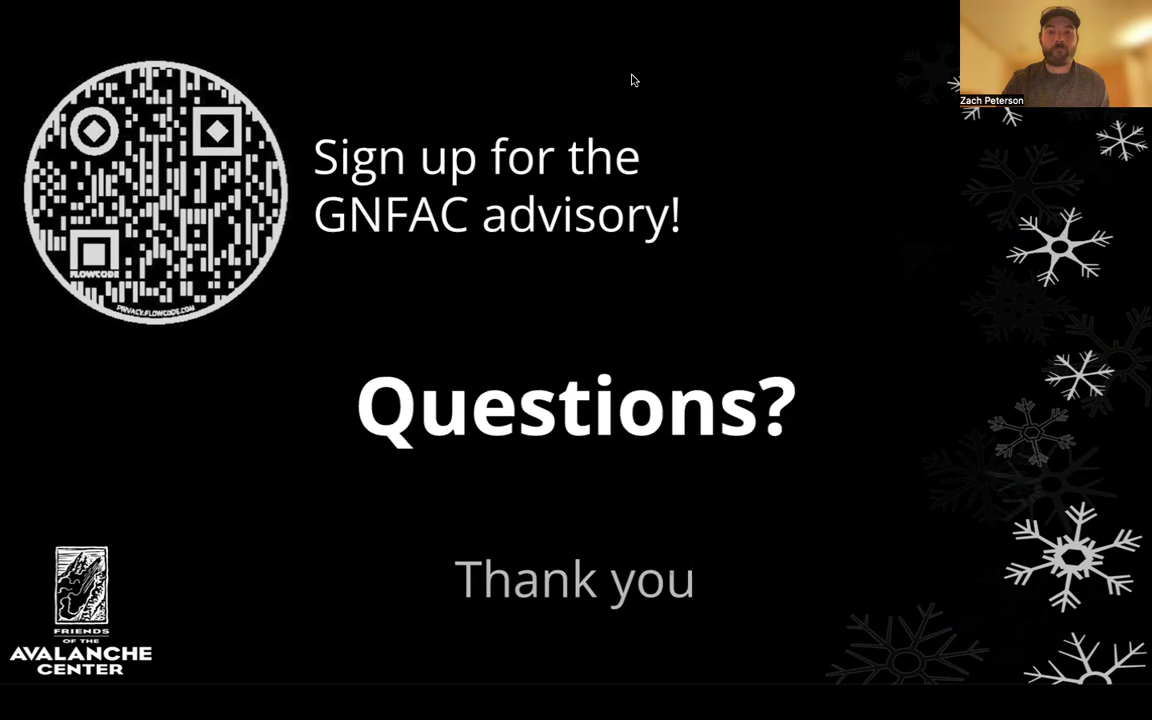 Zach Peterson
Sign up for the
GNFAC advisory!
FLOWCODE
PRIVACY.FLOWCODE.COM
Questions?
Thank you
FRIENDS
OF THE
AVALANCHE
CENTER